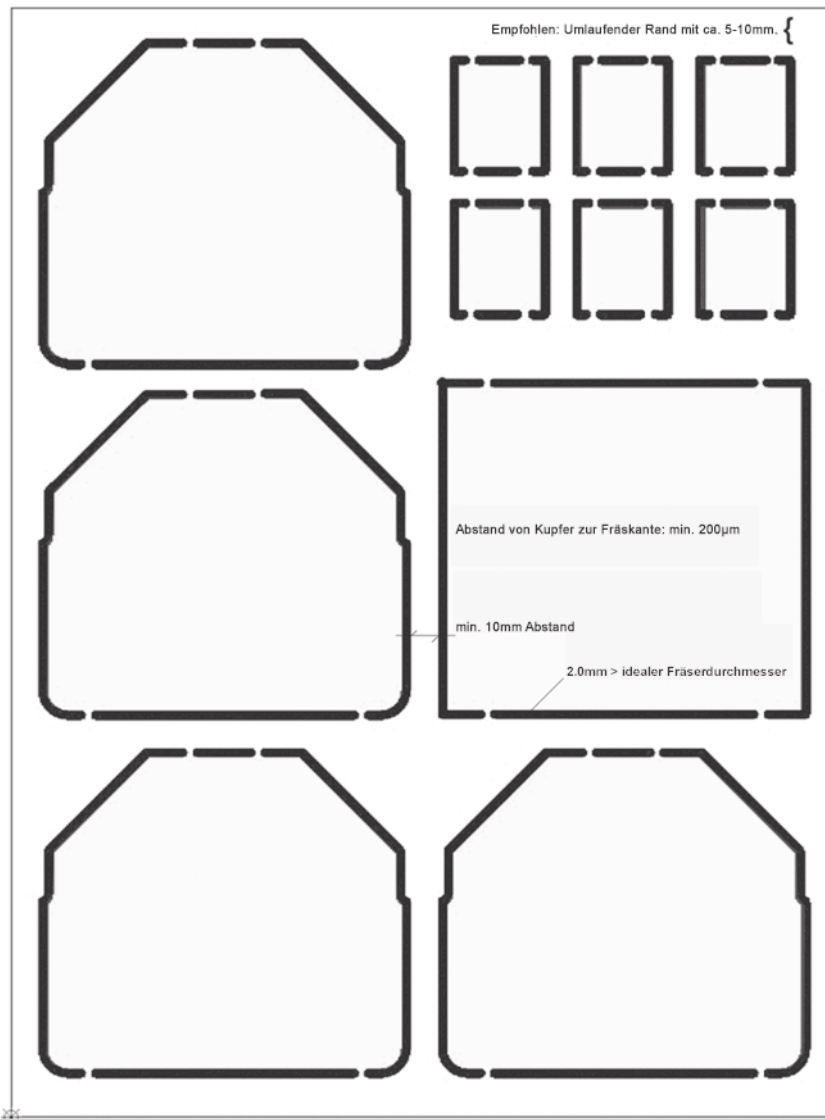 Empfohlen: Umlaufender Rand mit ca. 5-10mm. {
Abstand von Kupfer zur Fräskante: min. 200µm
min. 10mm Abstand
2.0mm > idealer Fräserdurchmesser